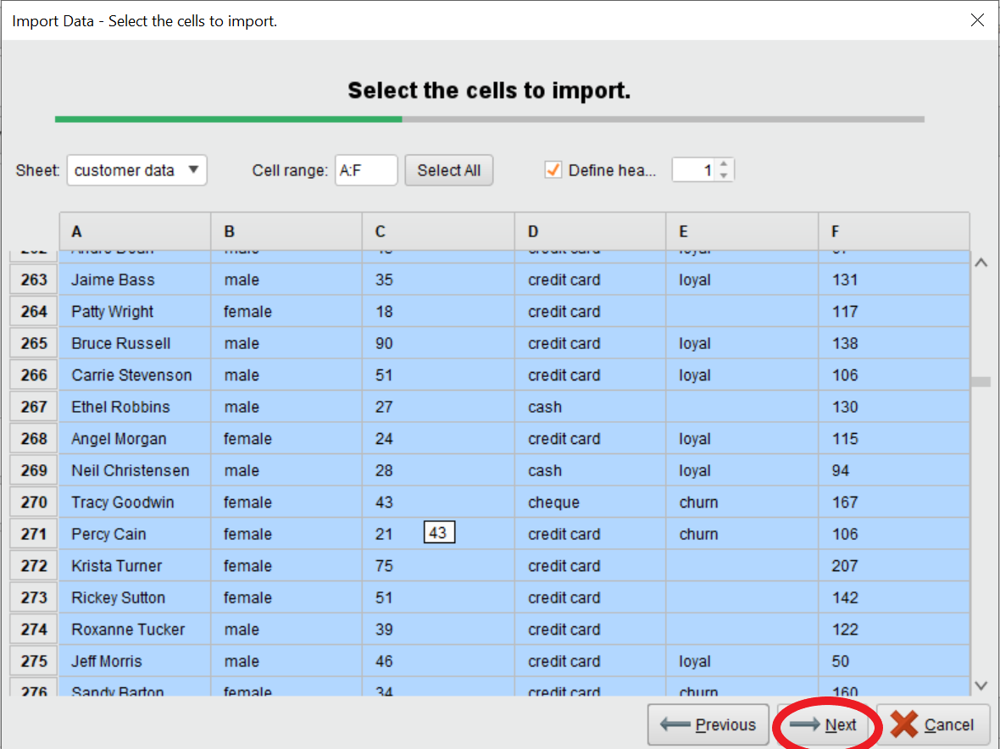 Import Data - Select the cells to import.
Select the cells to import.
Sheet: customer data Cell range: A:F Select All Define hea... 1
A B C D E F
263 Jaime Bass male 35 credit card loyal 131
264 Patty Wright female 18 credit card 117
265 Bruce Russell male 90 credit card loyal 138
266 Carrie Stevenson male 51 credit card loyal 106
267 Ethel Robbins male 27 cash 130
268 Angel Morgan female 24 credit card loyal 115
269 Neil Christensen male 28 cash loyal 94
270 Tracy Goodwin female 43 cheque churn 167
271 Percy Cain female 21 43 credit card churn 106
272 Krista Turner female 75 credit card 207
273 Rickey Sutton female 51 credit card 142
274 Roxanne Tucker male 39 credit card 122
275 Jeff Morris male 46 credit card loyal 50
276 Sandy Barton female 34 credit card churn 160
Previous Next Cancel